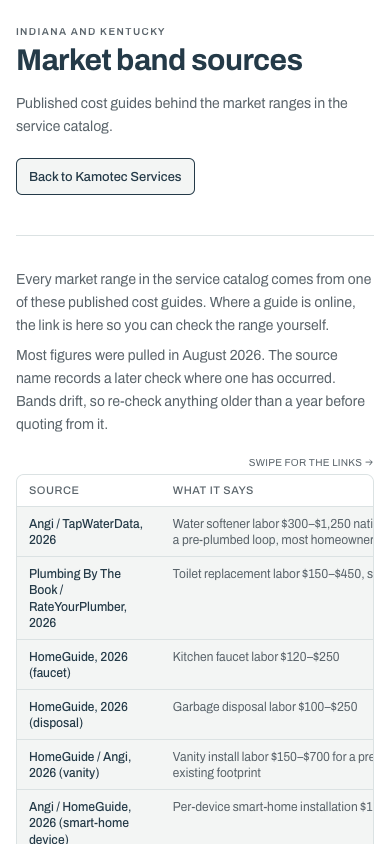 INDIANA AND KENTUCKY
Market band sources
Published cost guides behind the market ranges in the
service catalog.
Back to Kamotec Services
Every market range in the service catalog comes from one
of these published cost guides. Where a guide is online,
the link is here so you can check the range yourself.
Most figures were pulled in August 2026. The source
name records a later check where one has occurred.
Bands drift, so re-check anything older than a year before
quoting from it.
SWIPE FOR THE LINKS →
SOURCE WHAT IT SAYS
Angi / TapWaterData,
2026
Water softener labor $300–$1,250
a pre-plumbed loop, most
Plumbing By The
Book /
RateYourPlumber,
2026
Toilet replacement labor $150–$450,
HomeGuide, 2026
(faucet)
Kitchen faucet labor $120–$250
HomeGuide, 2026
(disposal)
Garbage disposal labor $100–$250
HomeGuide / Angi,
2026 (vanity)
Vanity install labor $150–$700 for a
existing footprint
Angi / HomeGuide,
2026 (smart-home
device)
Per-device smart-home installation